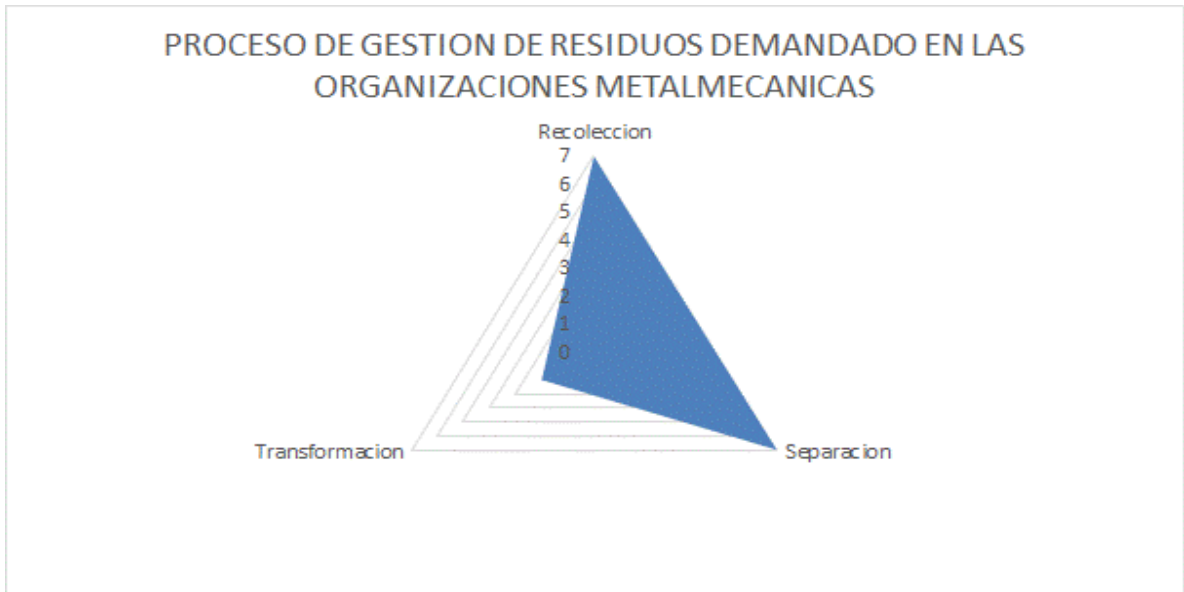 PROCESO DE GESTION DE RESIDUOS DEMANDADO EN LAS
ORGANIZACIONES METALMECANICAS
Recoleccion
7
6
5
4
3
2
1
0
Transformacion
Separacion